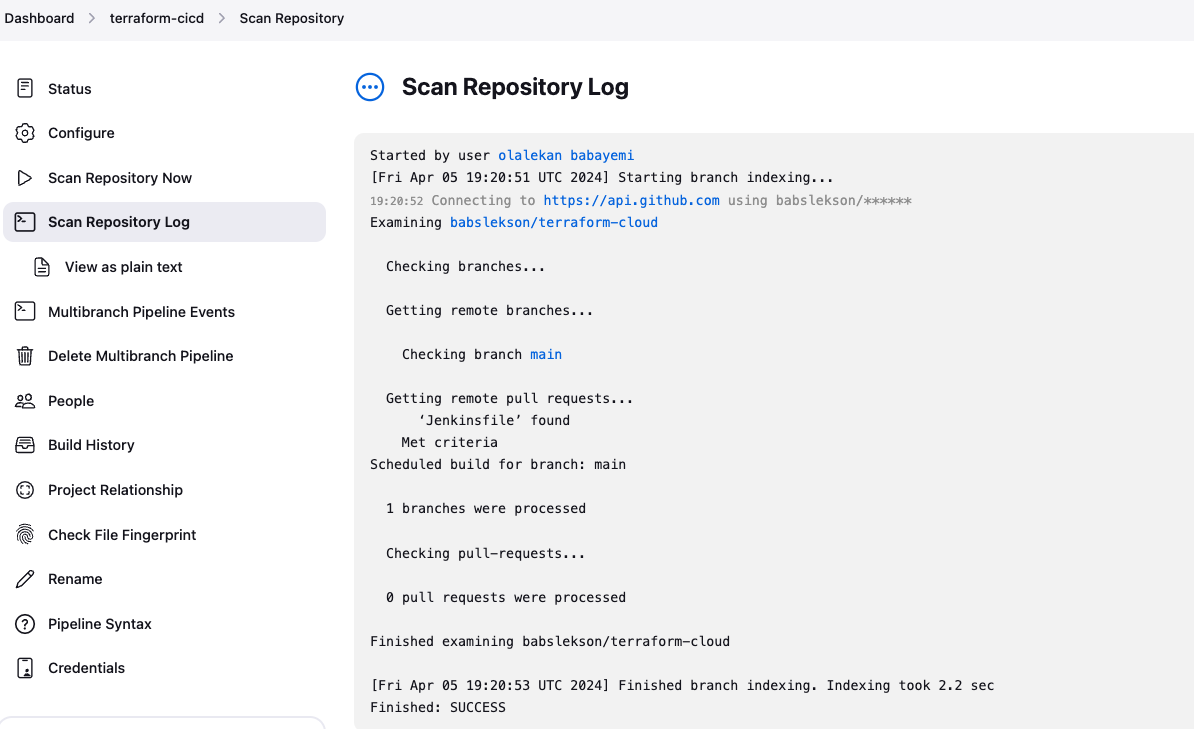 Dashboard > terraform-cicd > Scan Repository
Status
Configure
Scan Repository Now
Scan Repository Log
View as plain text
Multibranch Pipeline Events
Delete Multibranch Pipeline
People
Build History
Project Relationship
Check File Fingerprint
Rename
Pipeline Syntax
Credentials
Scan Repository Log
Started by user olalekan babayemi
[Fri Apr 05 19:20:51 UTC 2024] Starting branch indexing...
19:20:52 Connecting to https://api.github.com using babslekson/******
Examining babslekson/terraform-cloud
Checking branches...
Getting remote branches...
Checking branch main
Getting remote pull requests...
‘Jenkinsfile’ found
Met criteria
Scheduled build for branch: main
1 branches were processed
Checking pull-requests...
0 pull requests were processed
Finished examining babslekson/terraform-cloud
[Fri Apr 05 19:20:53 UTC 2024] Finished branch indexing. Indexing took 2.2 sec
Finished: SUCCESS